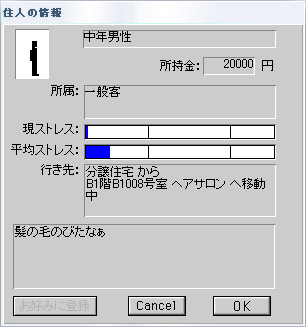 住人の情報
中年男性
所持金: 20000 円
所属: 一般客
現ストレス:
平均ストレス:
行き先: 分譲住宅 から
B1階B1008号室 ヘアサロン へ移動
中
髪の毛のびたなぁ
お好みに登録 Cancel OK